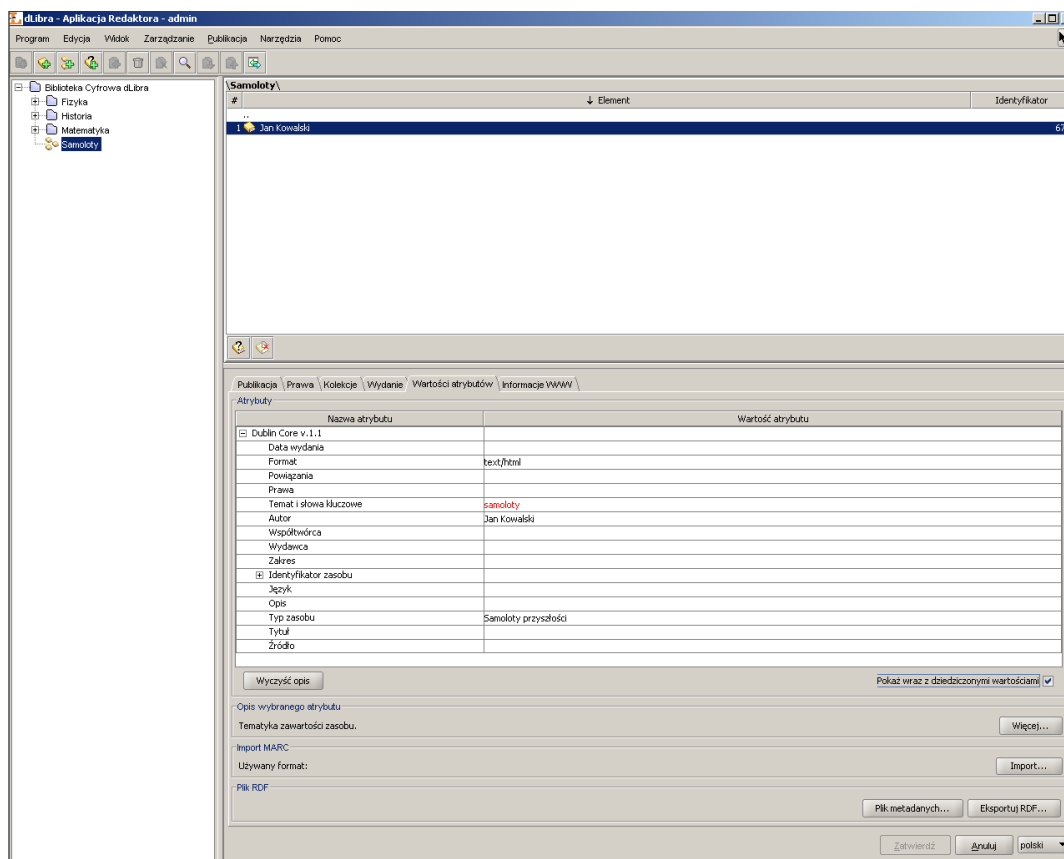 dLibra - Aplikacja Redaktora - admin
Program Edycja Widok Zarządzanie Publikacja Narzędzia Pomoc
Biblioteka Cyfrowa dLibra
Fizyka
Historia
Matematyka
Samoloty
\Samoloty\
# ↓ Element Identyfikator
..
1 Jan Kowalski 67
Publikacja Prawa Kolekcje Wydanie Wartości atrybutów Informacje WWW
Atrybuty
Nazwa atrybutu Wartość atrybutu
Dublin Core v.1.1
Data wydania
Format text/html
Powiązania
Prawa
Temat i słowa kluczowe samoloty
Autor Jan Kowalski
Współtwórca
Wydawca
Zakres
Identyfikator zasobu
Język
Opis
Typ zasobu Samoloty przyszłości
Tytuł
Źródło
Wyczyść opis Pokaż wraz z dziedziczonymi wartościami
Opis wybranego atrybutu
Tematyka zawartości zasobu. Więcej...
Import MARC
Używany format: Import...
Plik RDF
Plik metadanych... Eksportuj RDF...
Zatwierdź Anuluj polski